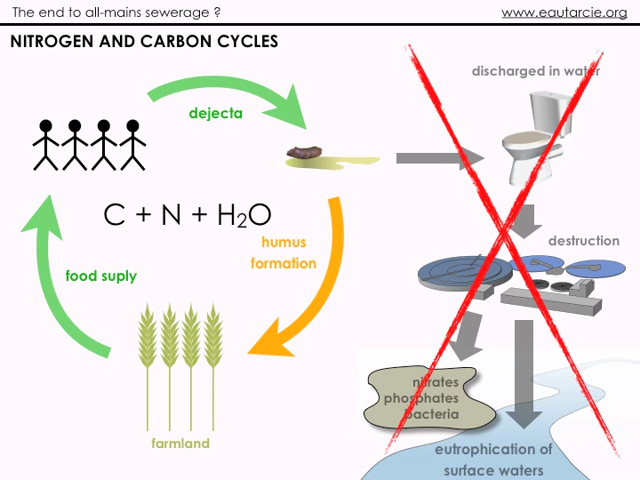 The end to all-mains sewerage ?
www.eautarcie.org
NITROGEN AND CARBON CYCLES
discharged in water
dejecta
C + N + H₂O
humus
formation
destruction
food suply
nitrates
phosphates
bacteria
farmland
eutrophication of
surface waters